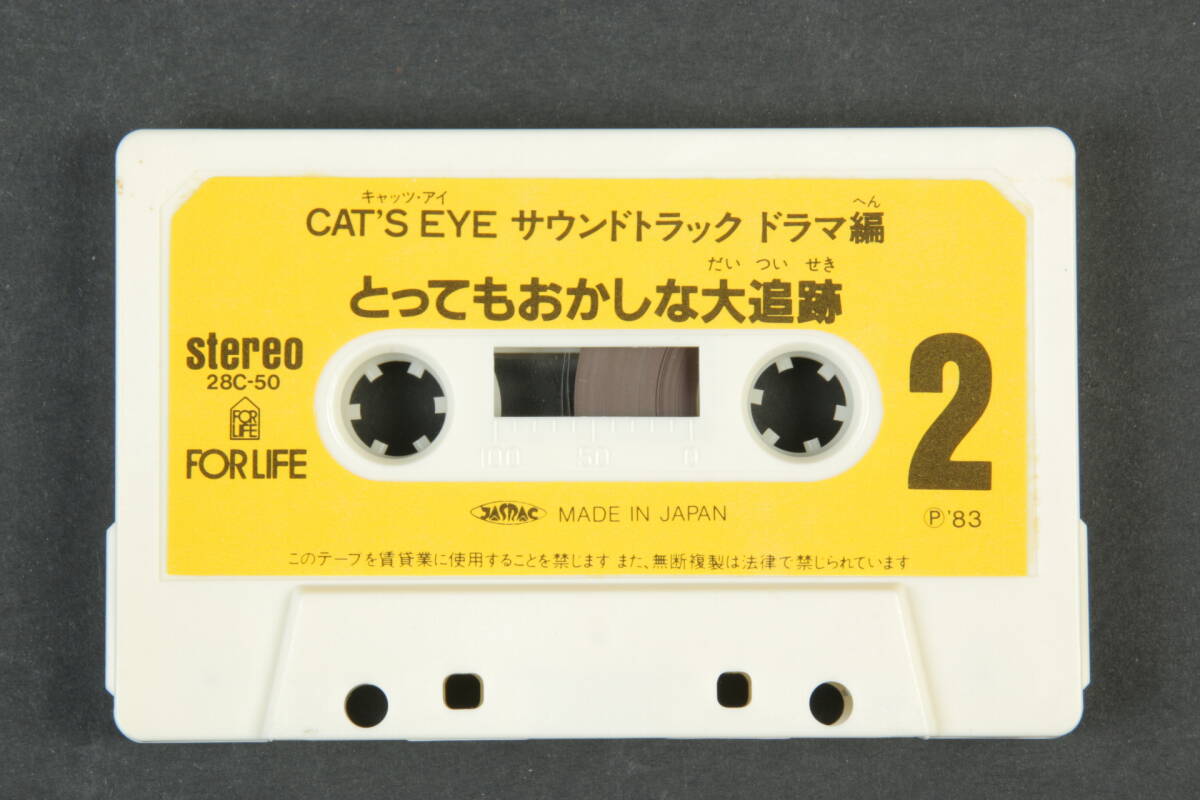 キャッツ・アイ へん
CAT'S EYE サウンドトラック ドラマ編
だい つい せき
とってもおかしな大追跡
stereo
28C-50
FOR
LIFE
FOR LIFE
2
100 50 0
JASRAC MADE IN JAPAN
Ⓟ'83
このテープを賃貸業に使用することを禁じます また、無断複製は法律で禁じられています